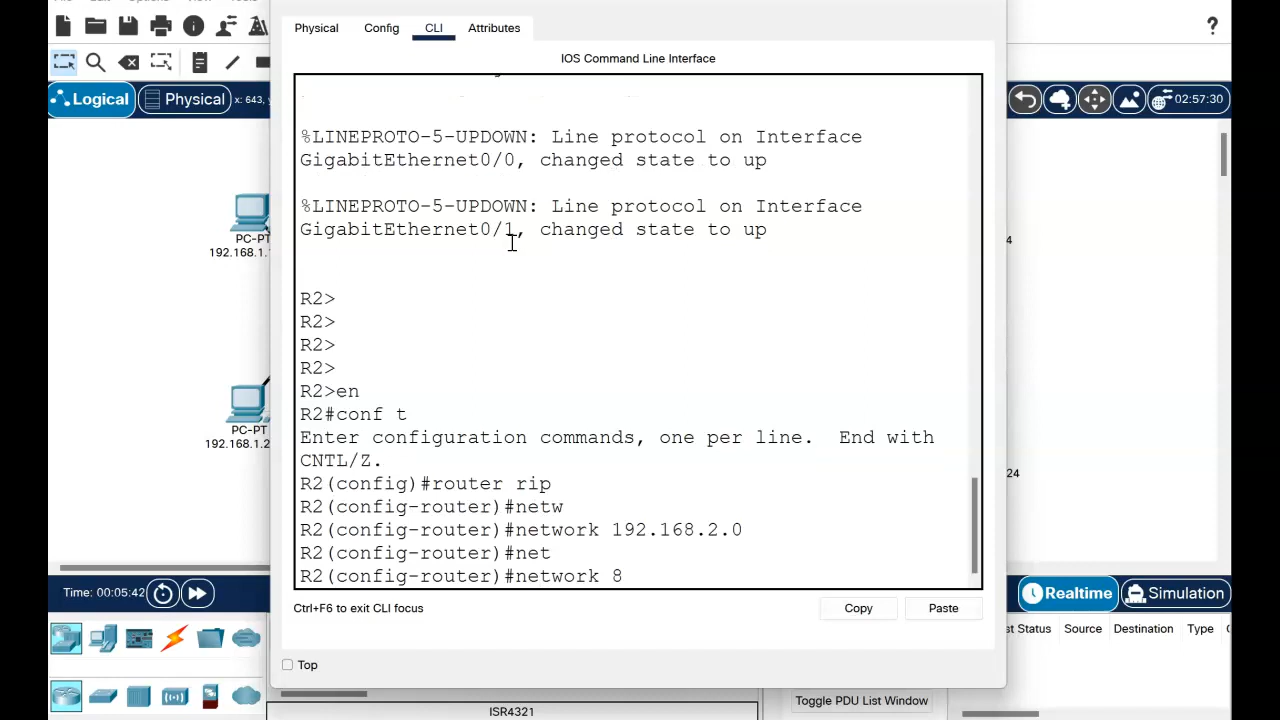 Physical
Config
CLI
Attributes
IOS Command Line Interface
Logical
Physical
x: 643, y
02:57:30
%LINEPROTO-5-UPDOWN: Line protocol on Interface
GigabitEthernet0/0, changed state to up
%LINEPROTO-5-UPDOWN: Line protocol on Interface
GigabitEthernet0/1, changed state to up
R2>
R2>
R2>
R2>
R2>en
R2#conf t
Enter configuration commands, one per line.  End with
CNTL/Z.
R2(config)#router rip
R2(config-router)#netw
R2(config-router)#network 192.168.2.0
R2(config-router)#net
R2(config-router)#network 8
PC-PT
192.168.1.
PC-PT
192.168.1.2
4
24
Ctrl+F6 to exit CLI focus
Copy
Paste
Top
Time: 00:05:42
Realtime
Simulation
st Status
Source
Destination
Type
Toggle PDU List Window
ISR4321
?